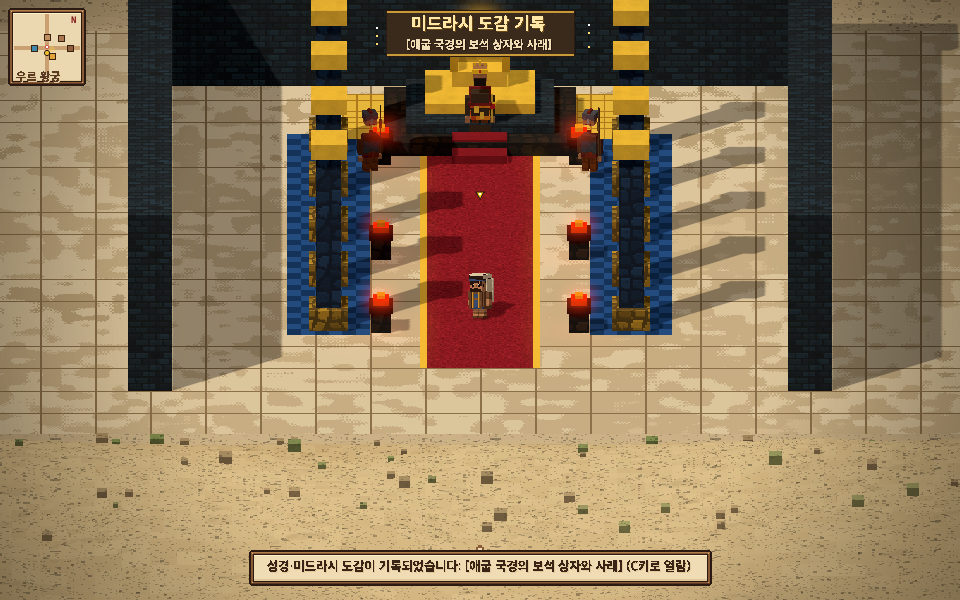 미드라시 도감 기록
[애굽 국경의 보석 상자와 사래]
N
우르 왕궁
성경·미드라시 도감이 기록되었습니다: [애굽 국경의 보석 상자와 사래] (C키로 열람)